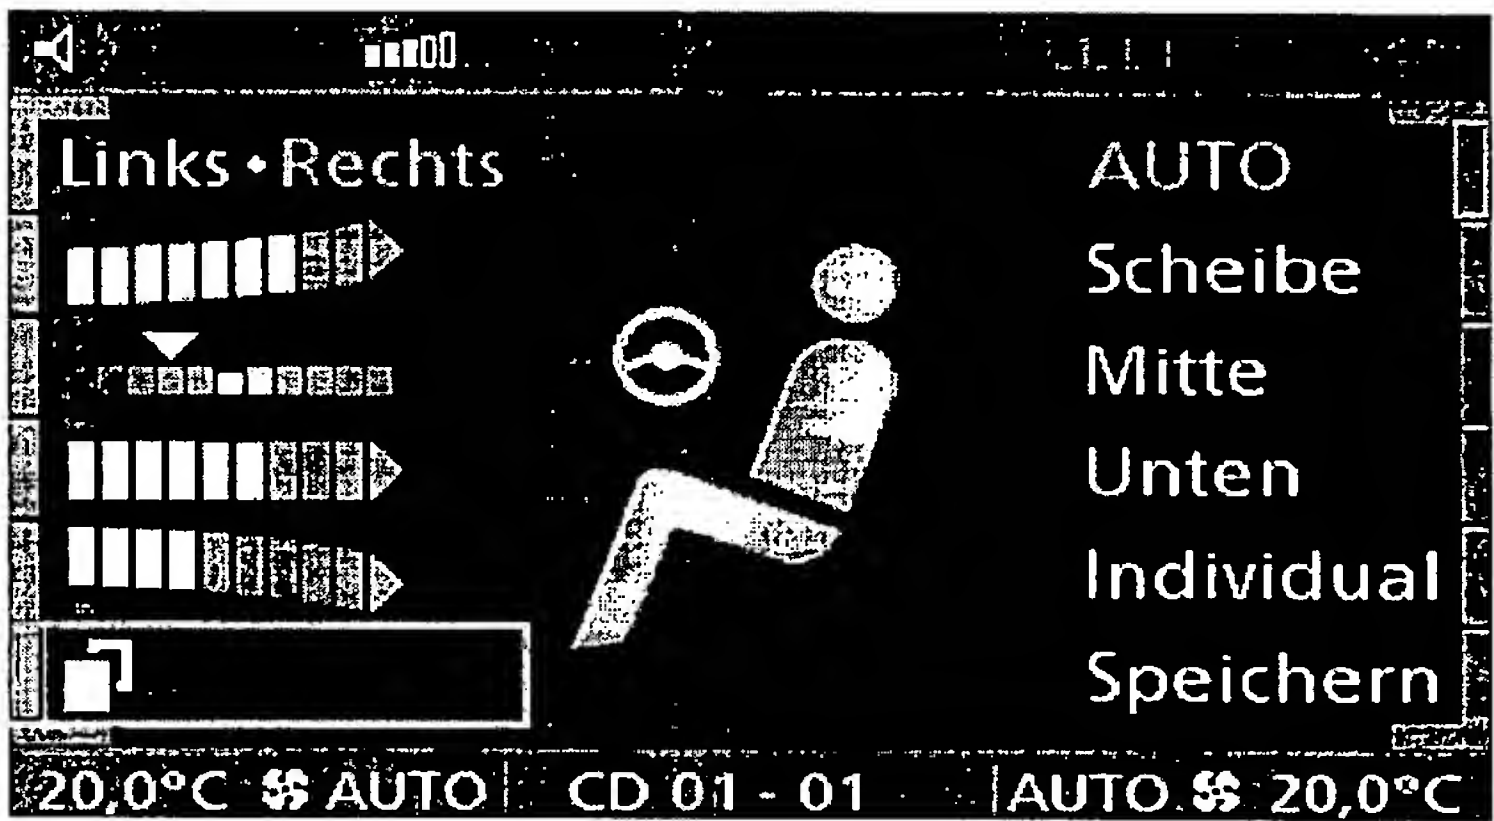 Links • Rechts
AUTO
Scheibe
Mitte
Unten
Individual
Speichern
20,0°C AUTO CD 01 - 01 AUTO 20,0°C